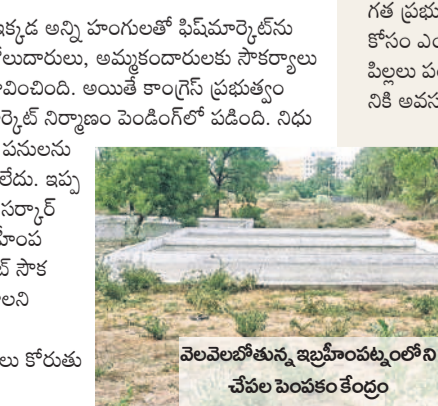 ఇక్కడ అన్ని హంగులతో ఫిష్‌మార్కెట్‌ను
లుదారులు, అమ్మకందారులకు సౌకర్యాలు
వించింది. అయితే కాంగ్రెస్ ప్రభుత్వం
ర్కెట్ నిర్మాణం పెండింగ్‌లో పడింది. నిధు
పనులను
లేదు. ఇప్ప
సర్కార్
హీంప
ట్ సౌక
లని
లు కోరుతు
గత ప్రభు
కోసం ఎం
పిల్లలు పం
నికి అవస
వెలవెలబోతున్న ఇబ్రహీంపట్నంలోని
చేపల పెంపకం కేంద్రం